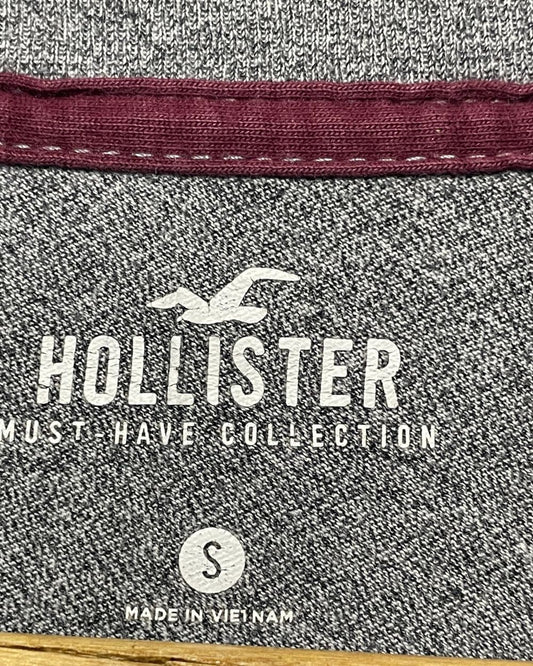 HOLLISTER
MUST-HAVE COLLECTION
S
MADE IN VIETNAM